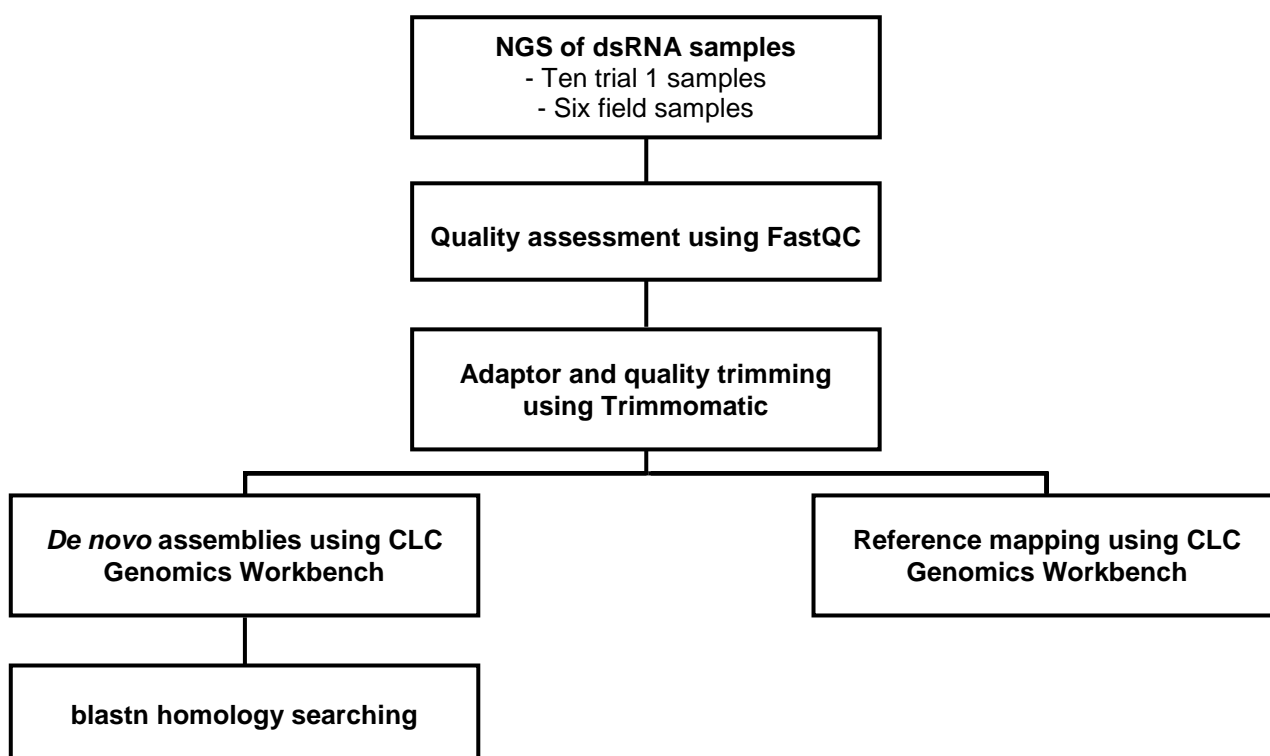 NGS of dsRNA samples
- Ten trial 1 samples
- Six field samples
Quality assessment using FastQC
Adaptor and quality trimming
using Trimmomatic
De novo assemblies using CLC
Genomics Workbench
Reference mapping using CLC
Genomics Workbench
blastn homology searching